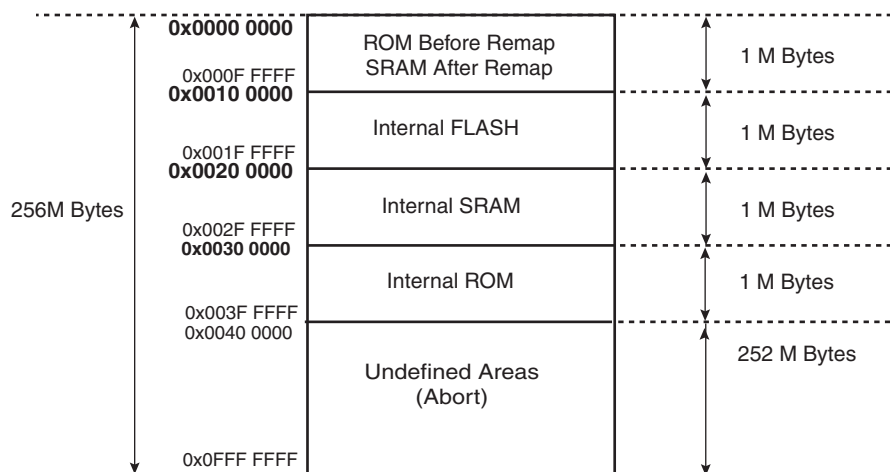 0x0000 0000
ROM Before Remap
SRAM After Remap
1 M Bytes
0x000F FFFF
0x0010 0000
Internal FLASH
1 M Bytes
0x001F FFFF
0x0020 0000
256M Bytes
Internal SRAM
1 M Bytes
0x002F FFFF
0x0030 0000
Internal ROM
1 M Bytes
0x003F FFFF
0x0040 0000
252 M Bytes
Undefined Areas
(Abort)
0x0FFF FFFF